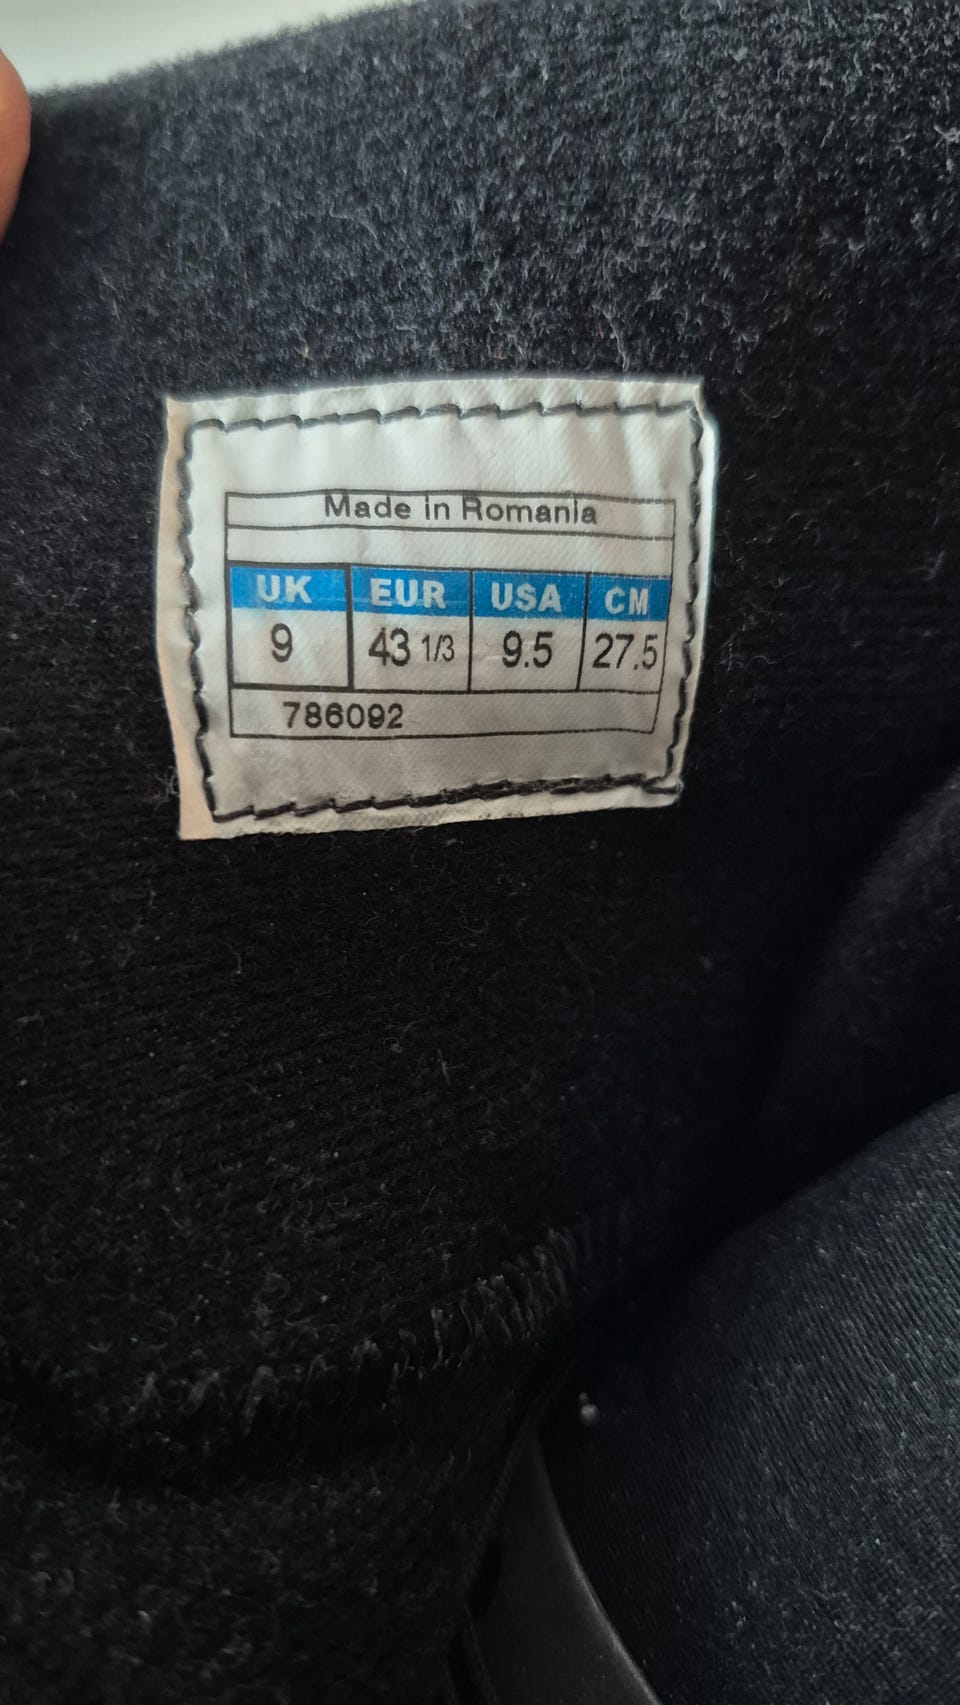 Made in Romania
UK EUR USA CM
9 43 1/3 9.5 27.5
786092